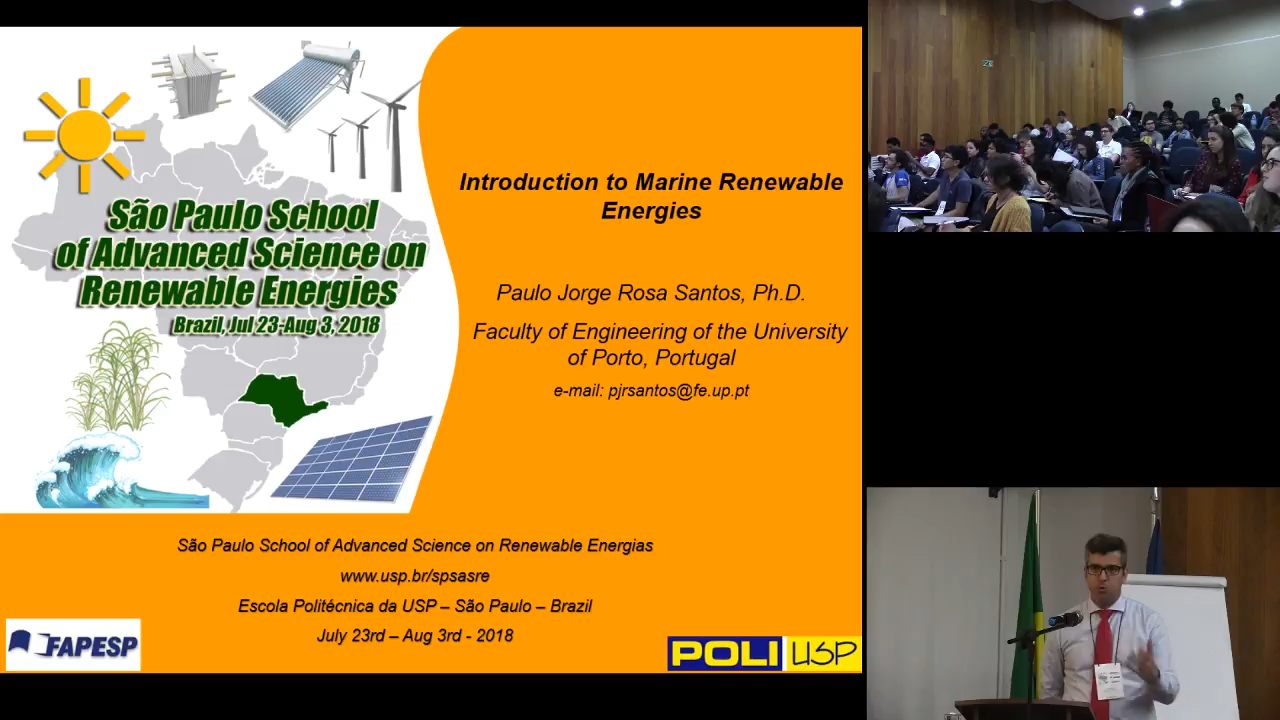 São Paulo School
of Advanced Science on
Renewable Energies
Brazil, Jul 23-Aug 3, 2018
Introduction to Marine Renewable
Energies
Paulo Jorge Rosa Santos, Ph.D.
Faculty of Engineering of the University
of Porto, Portugal
e-mail: pjrsantos@fe.up.pt
São Paulo School of Advanced Science on Renewable Energias
www.usp.br/spsasre
Escola Politécnica da USP – São Paulo – Brazil
July 23rd – Aug 3rd - 2018
FAPESP
POLI USP